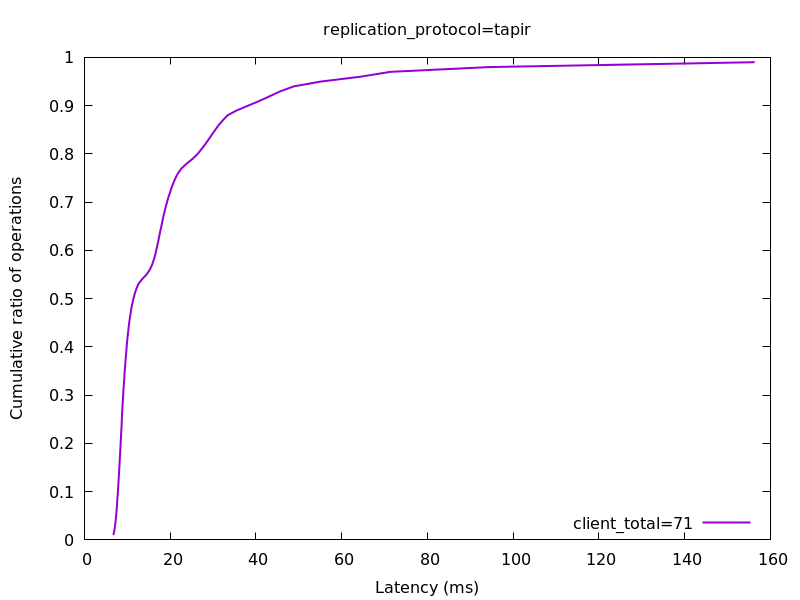 replication_protocol=tapir
1
0.9
0.8
0.7
0.6
0.5
0.4
0.3
0.2
0.1
0
Cumulative ratio of operations
client_total=71
0 20 40 60 80 100 120 140 160
Latency (ms)